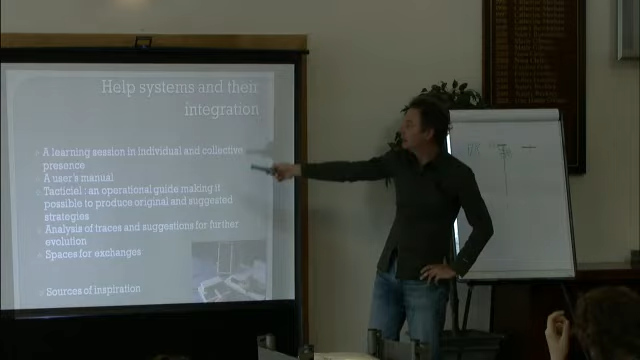 Help systems and their
integration
A learning session in individual and collective
presence
A user's manual
Tacticiel : an operational guide making it
possible to produce original and suggested
strategies
Analysis of traces and suggestions for further
evolution
Spaces for exchanges
Sources of inspiration